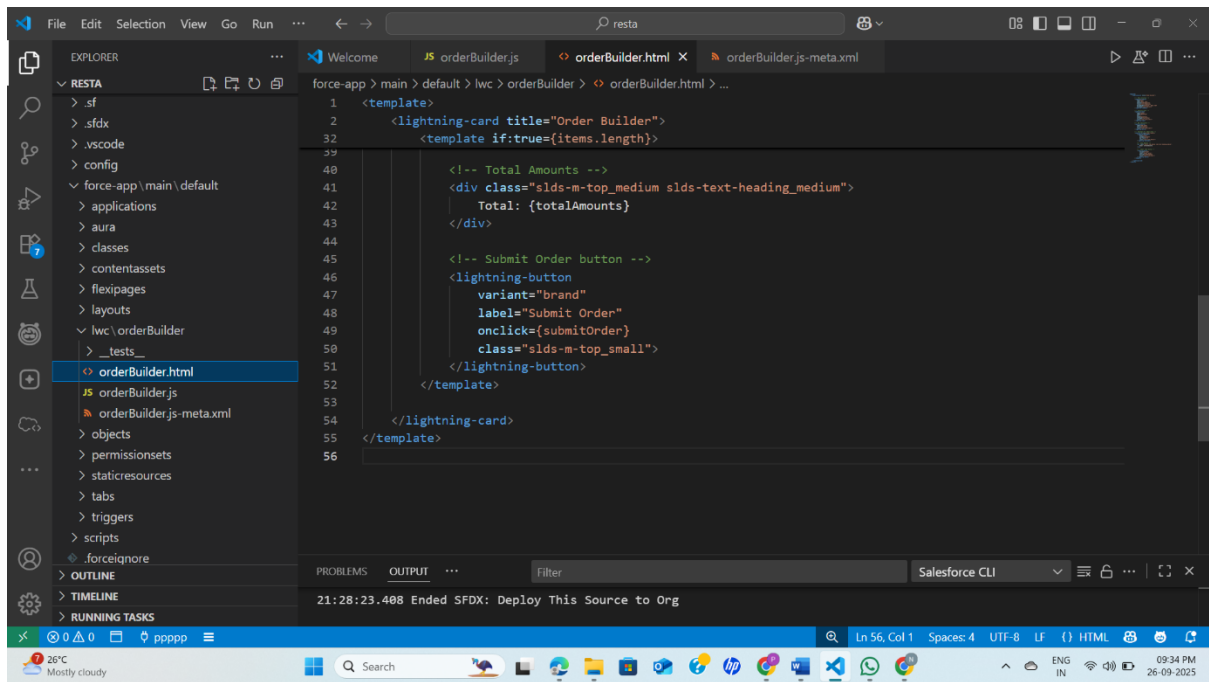 File Edit Selection View Go Run ··· resta
EXPLORER ···
Welcome JS orderBuilder.js <> orderBuilder.html × orderBuilder.js-meta.xml ···
RESTA
force-app > main > default > lwc > orderBuilder > <> orderBuilder.html > ...
> .sf
> .sfdx
> .vscode
> config
force-app\main\default
> applications
> aura
> classes
7
> contentassets
> flexipages
> layouts
lwc\orderBuilder
> __tests__
<> orderBuilder.html
JS orderBuilder.js
orderBuilder.js-meta.xml
> objects
> permissionsets
> staticresources
> tabs
> triggers
> scripts
.forceignore
> OUTLINE
> TIMELINE
> RUNNING TASKS
1 <template>
2 <lightning-card title="Order Builder">
32 <template if:true={items.length}>
39
40 <!-- Total Amounts -->
41 <div class="slds-m-top_medium slds-text-heading_medium">
42 Total: {totalAmounts}
43 </div>
44
45 <!-- Submit Order button -->
46 <lightning-button
47 variant="brand"
48 label="Submit Order"
49 onclick={submitOrder}
50 class="slds-m-top_small">
51 </lightning-button>
52 </template>
53
54 </lightning-card>
55 </template>
56
PROBLEMS OUTPUT ··· Filter Salesforce CLI ···
21:28:23.408 Ended SFDX: Deploy This Source to Org
0 0 ppppp Ln 56, Col 1 Spaces: 4 UTF-8 LF {} HTML
7 26°C
Mostly cloudy
Search
ENG
IN
09:34 PM
26-09-2025